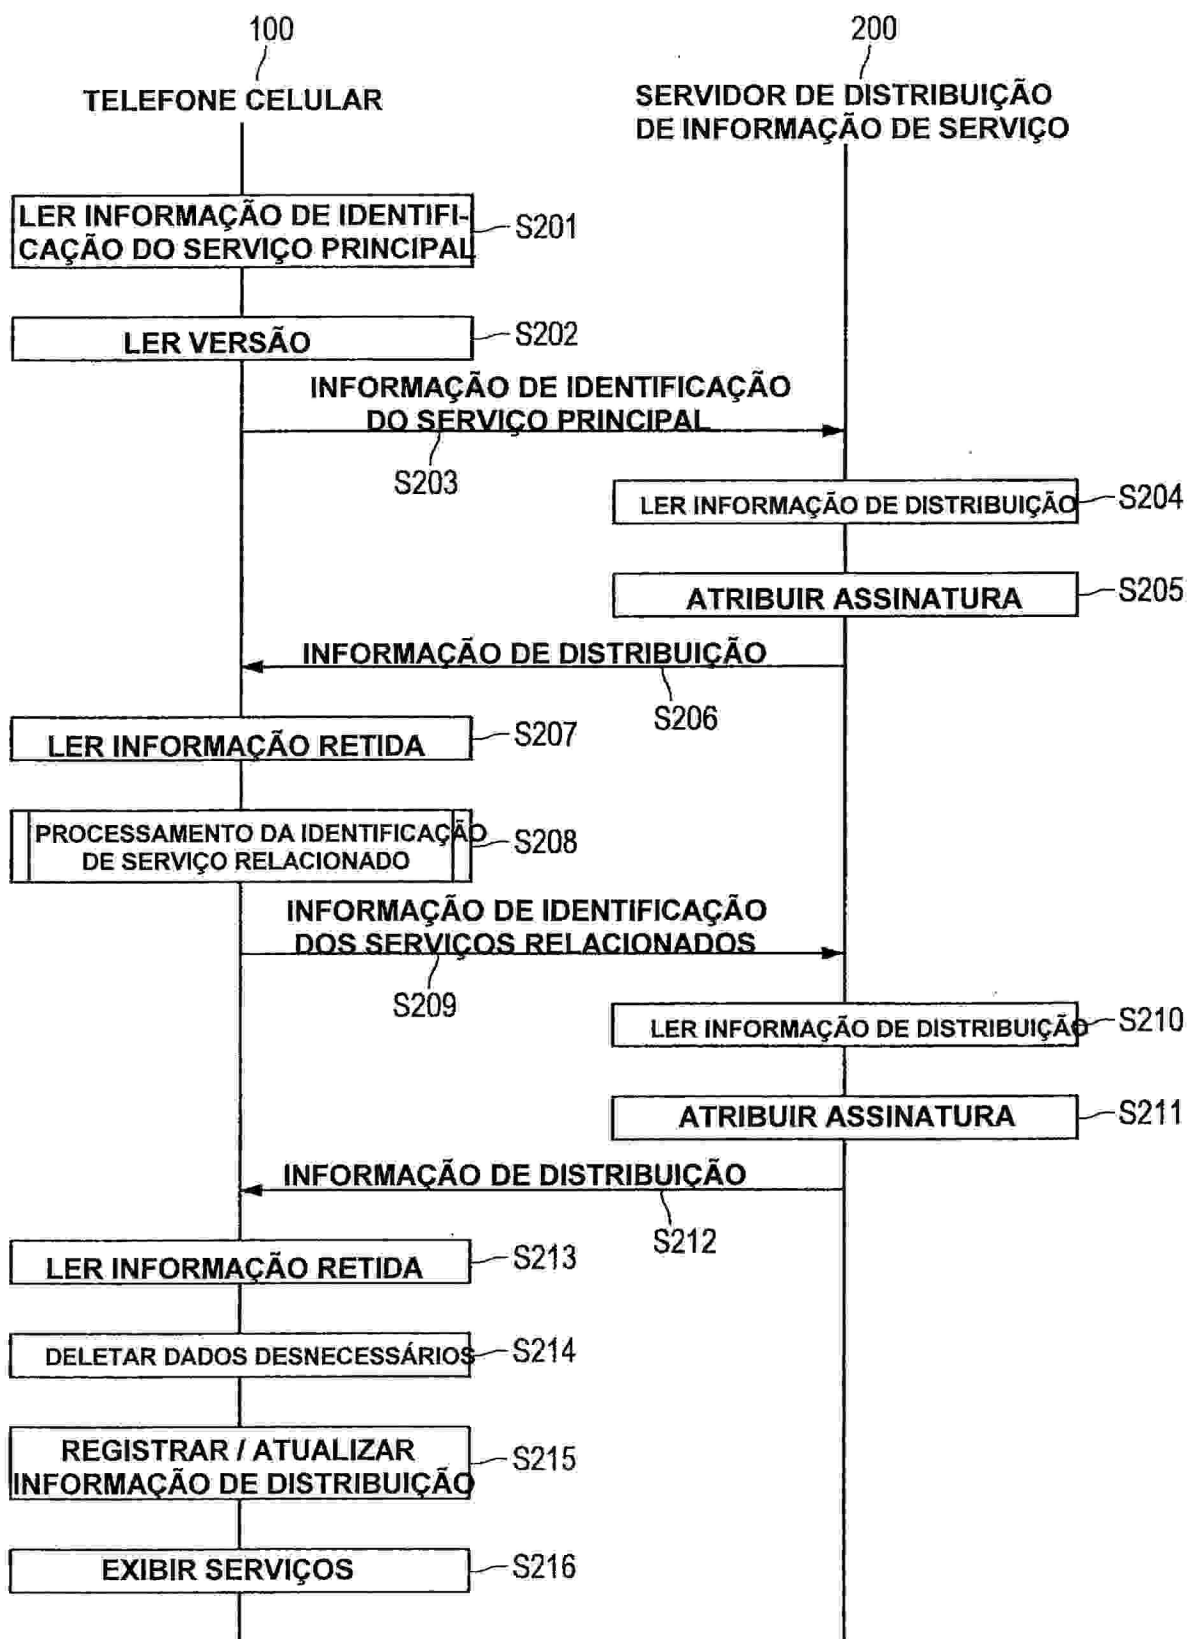 100
200
TELEFONE CELULAR
SERVIDOR DE DISTRIBUIÇÃO
DE INFORMAÇÃO DE SERVIÇO
LER INFORMAÇÃO DE IDENTIFI-
CAÇÃO DO SERVIÇO PRINCIPAL
S201
LER VERSÃO
S202
INFORMAÇÃO DE IDENTIFICAÇÃO
DO SERVIÇO PRINCIPAL
S203
LER INFORMAÇÃO DE DISTRIBUIÇÃO
S204
ATRIBUIR ASSINATURA
S205
INFORMAÇÃO DE DISTRIBUIÇÃO
S206
LER INFORMAÇÃO RETIDA
S207
PROCESSAMENTO DA IDENTIFICAÇÃO
DE SERVIÇO RELACIONADO
S208
INFORMAÇÃO DE IDENTIFICAÇÃO
DOS SERVIÇOS RELACIONADOS
S209
LER INFORMAÇÃO DE DISTRIBUIÇÃO
S210
ATRIBUIR ASSINATURA
S211
INFORMAÇÃO DE DISTRIBUIÇÃO
S212
LER INFORMAÇÃO RETIDA
S213
DELETAR DADOS DESNECESSÁRIOS
S214
REGISTRAR / ATUALIZAR
INFORMAÇÃO DE DISTRIBUIÇÃO
S215
EXIBIR SERVIÇOS
S216